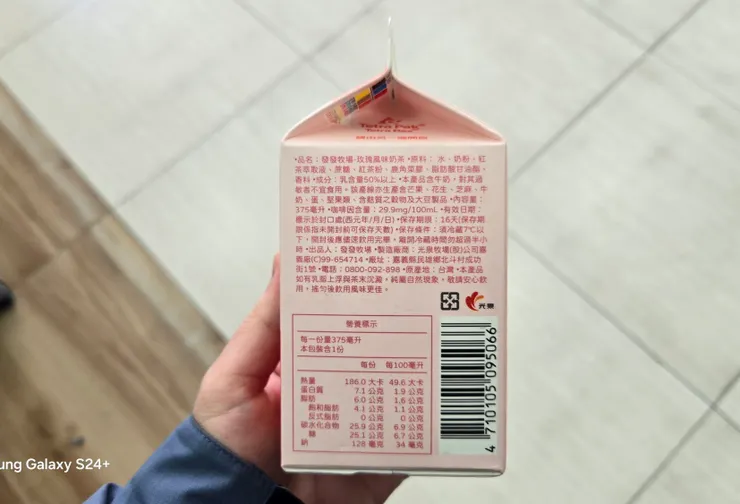 Tetra Pak
Tetra Rex
•品名：發發牧場-玫瑰風味奶茶 •原料： 水、奶粉、紅
茶萃取液、蔗糖、紅茶粉、鹿角菜膠、脂肪酸甘油酯、
香料 •成分：乳含量50%以上 •本產品含牛奶，對其過
敏者不宜食用。該產線亦生產含芒果、花生、芝麻、牛
奶、蛋、堅果類、含麩質之穀物及大豆製品 •內容量：
375毫升 •咖啡因含量：29.9mg/100mL •有效日期：
標示於封口處(西元年/月/日) •保存期限：16天(保存期
限係指未開封前可保存天數) •保存條件：須冷藏7℃以
下，開封後應儘速飲用完畢，離開冷藏時間勿超過半小
時 •出品人：發發牧場 •製造廠商：光泉牧場(股)公司嘉
義廠(C)99-654714 •廠址：嘉義縣民雄鄉北斗村成功
街1號 •電話：0800-092-898 •原產地：台灣 •本產品
如有乳脂上浮與茶末沉澱，純屬自然現象，敬請安心飲
用，搖勻後飲用風味更佳。
光泉
營養標示
每一份量375毫升
本包裝含1份
每份 每100毫升
熱量 186.0 大卡 49.6 大卡
蛋白質 7.1 公克 1.9 公克
脂肪 6.0 公克 1.6 公克
飽和脂肪 4.1 公克 1.1 公克
反式脂肪 0 公克 0 公克
碳水化合物 25.9 公克 6.9 公克
糖 25.1 公克 6.7 公克
鈉 128 毫克 34 毫克
4 710105 095066
ung Galaxy S24+